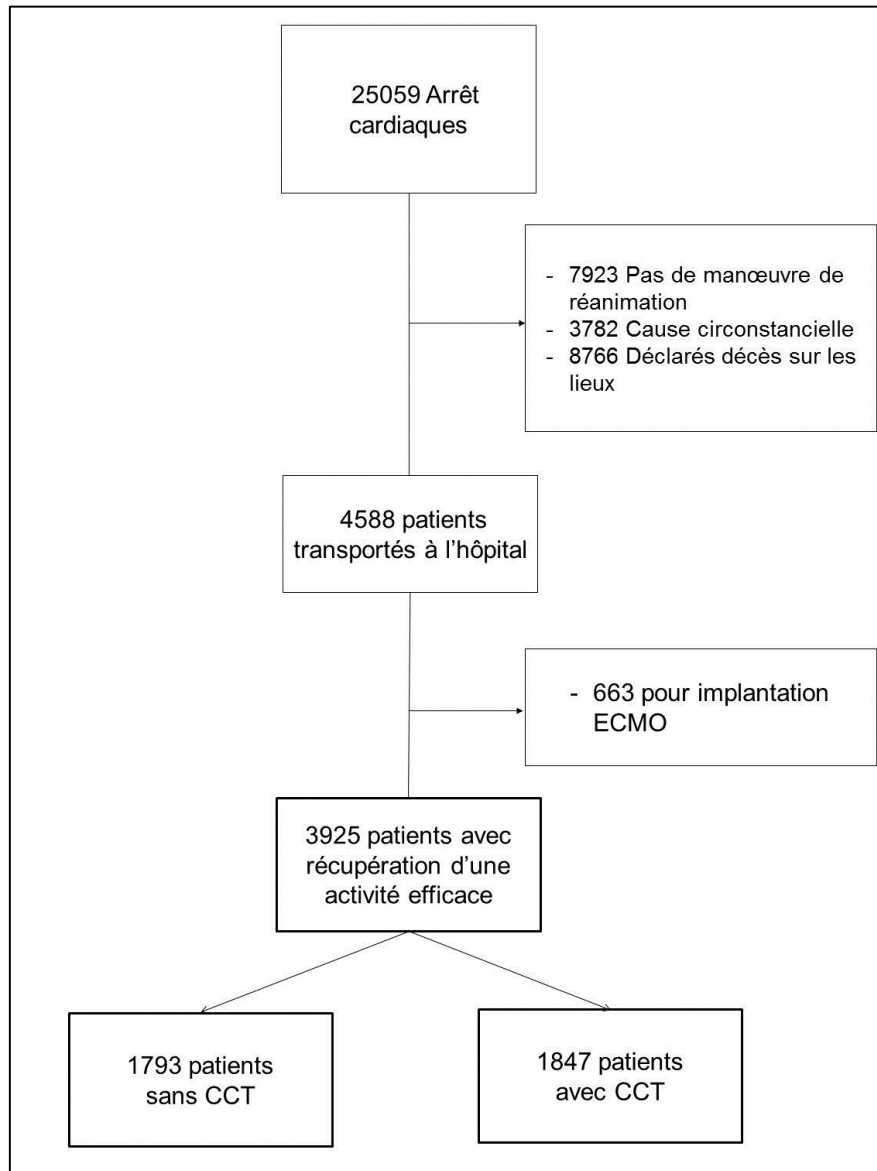 25059 Arrêt
cardiaques
- 7923 Pas de manœuvre de
réanimation
- 3782 Cause circonstancielle
- 8766 Déclarés décès sur les
lieux
4588 patients
transportés à l’hôpital
- 663 pour implantation
ECMO
3925 patients avec
récupération d’une
activité efficace
1793 patients
sans CCT
1847 patients
avec CCT